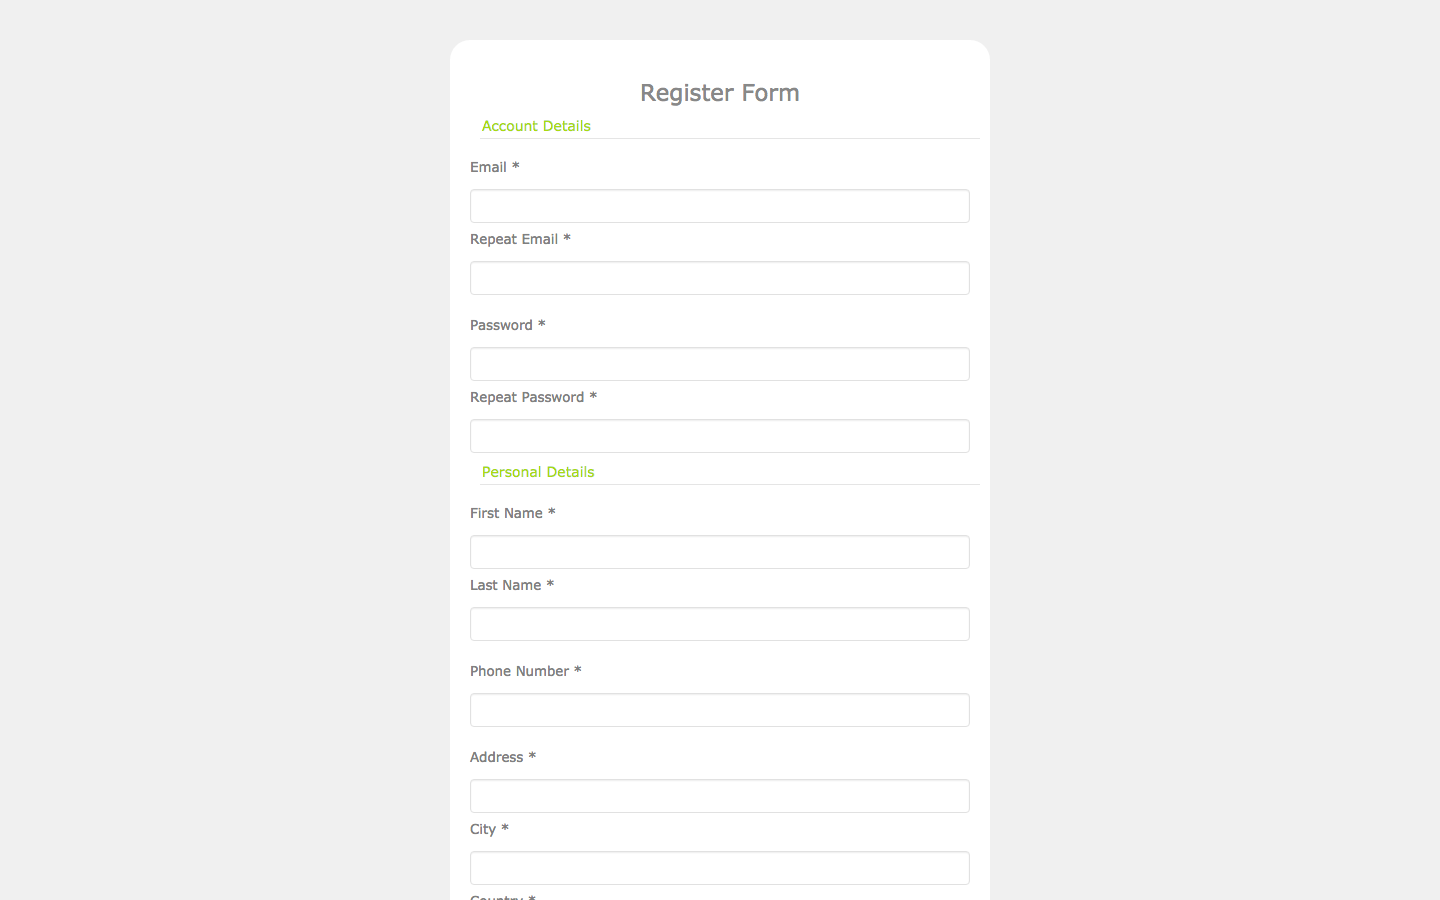 Register Form
Account Details
Email *
Repeat Email *
Password *
Repeat Password *
Personal Details
First Name *
Last Name *
Phone Number *
Address *
City *
Country *